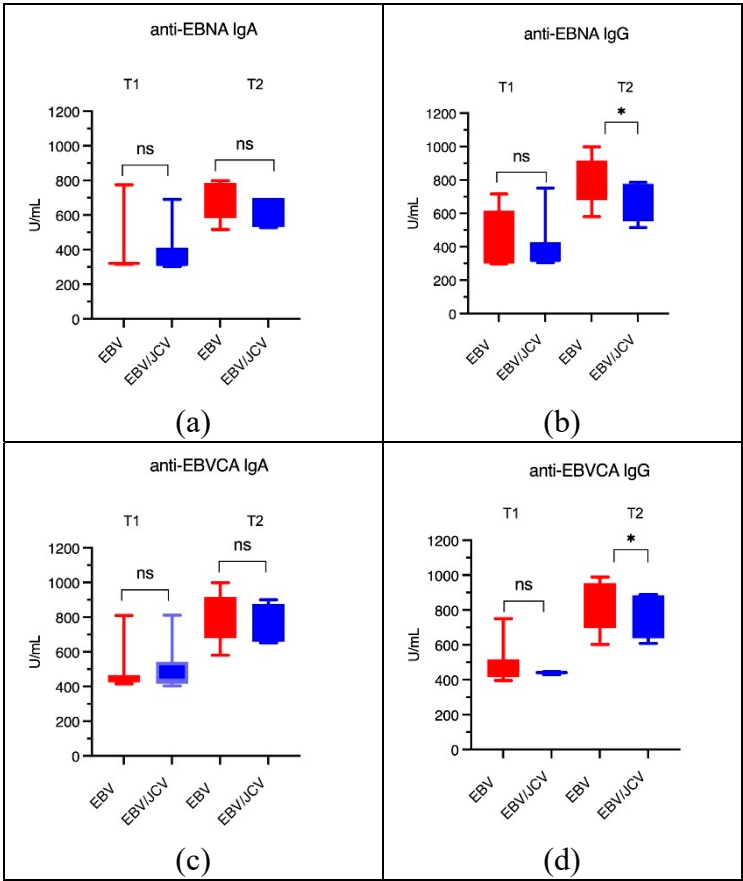 anti-EBNA IgA
T1 T2
ns ns
1200
1000
800
600
400
200
0
U/mL
EBV EBV/JCV EBV EBV/JCV
(a)
anti-EBNA IgG
T1 T2
ns *
1200
1000
800
600
400
200
0
U/mL
EBV EBV/JCV EBV EBV/JCV
(b)
anti-EBVCA IgA
T1 T2
ns ns
1200
1000
800
600
400
200
0
U/mL
EBV EBV/JCV EBV EBV/JCV
(c)
anti-EBVCA IgG
T1 T2
ns *
1200
1000
800
600
400
200
0
U/mL
EBV EBV/JCV EBV EBV/JCV
(d)